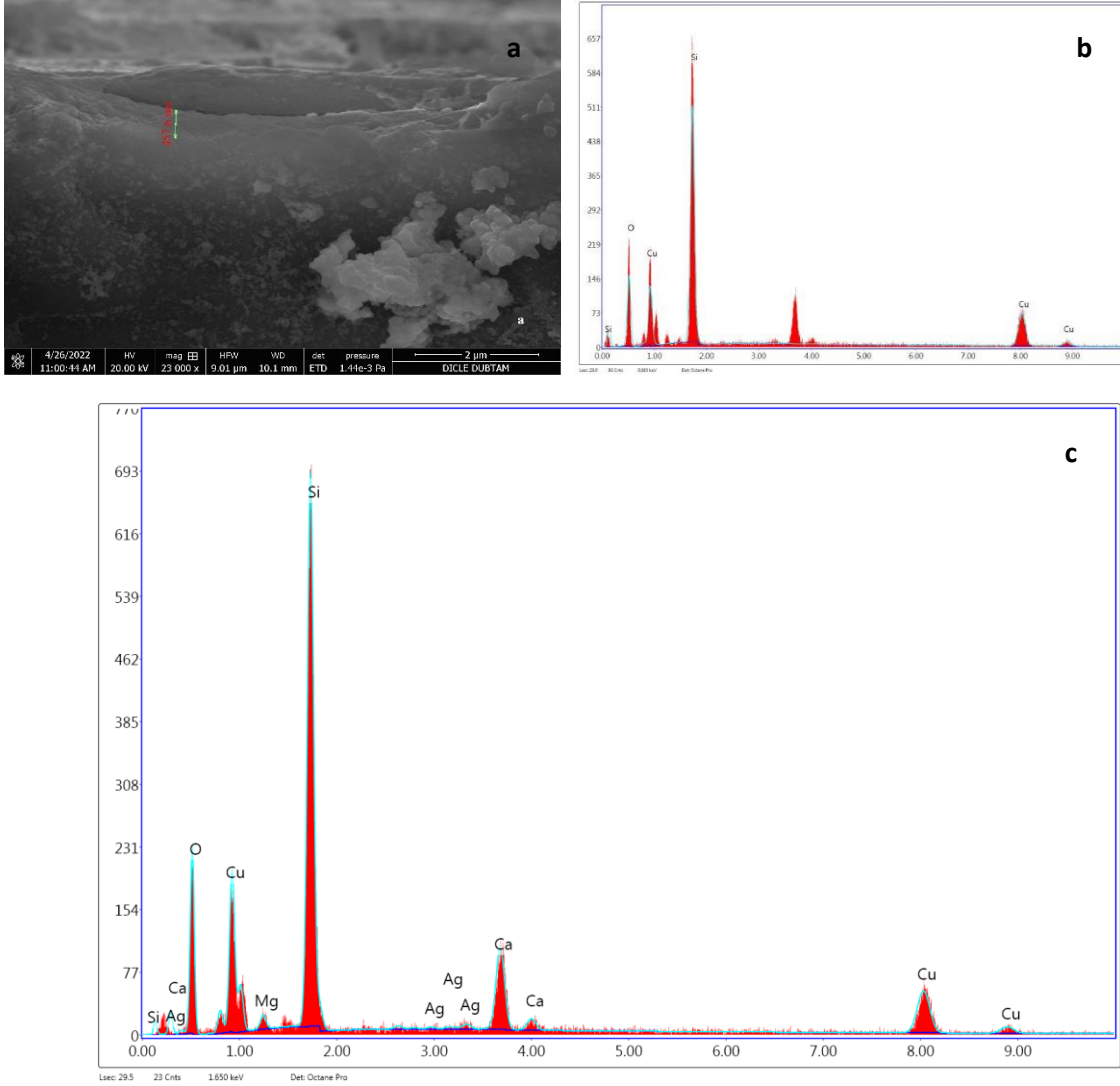 a
a
4/26/2022 HV mag HFW WD det pressure 2 µm
11:00:44 AM 20.00 kV 23 000 x 9.01 µm 10.1 mm ETD 1.44e-3 Pa DICLE DUBTAM
b
657
584
511
438
365
292
219
146
73
0
Si
O
Cu
Si
Cu
Cu
0.00 1.00 2.00 3.00 4.00 5.00 6.00 7.00 8.00 9.00
Det: Octane Pro
c
770
693
616
539
462
385
308
231
154
77
0
Si
O
Cu
Ca
Si
Ag
Mg
Ag
Ag
Ag
Ca
Ca
Cu
Cu
0.00 1.00 2.00 3.00 4.00 5.00 6.00 7.00 8.00 9.00
Lsec: 29.5 23 Cnts 1.650 keV Det: Octane Pro